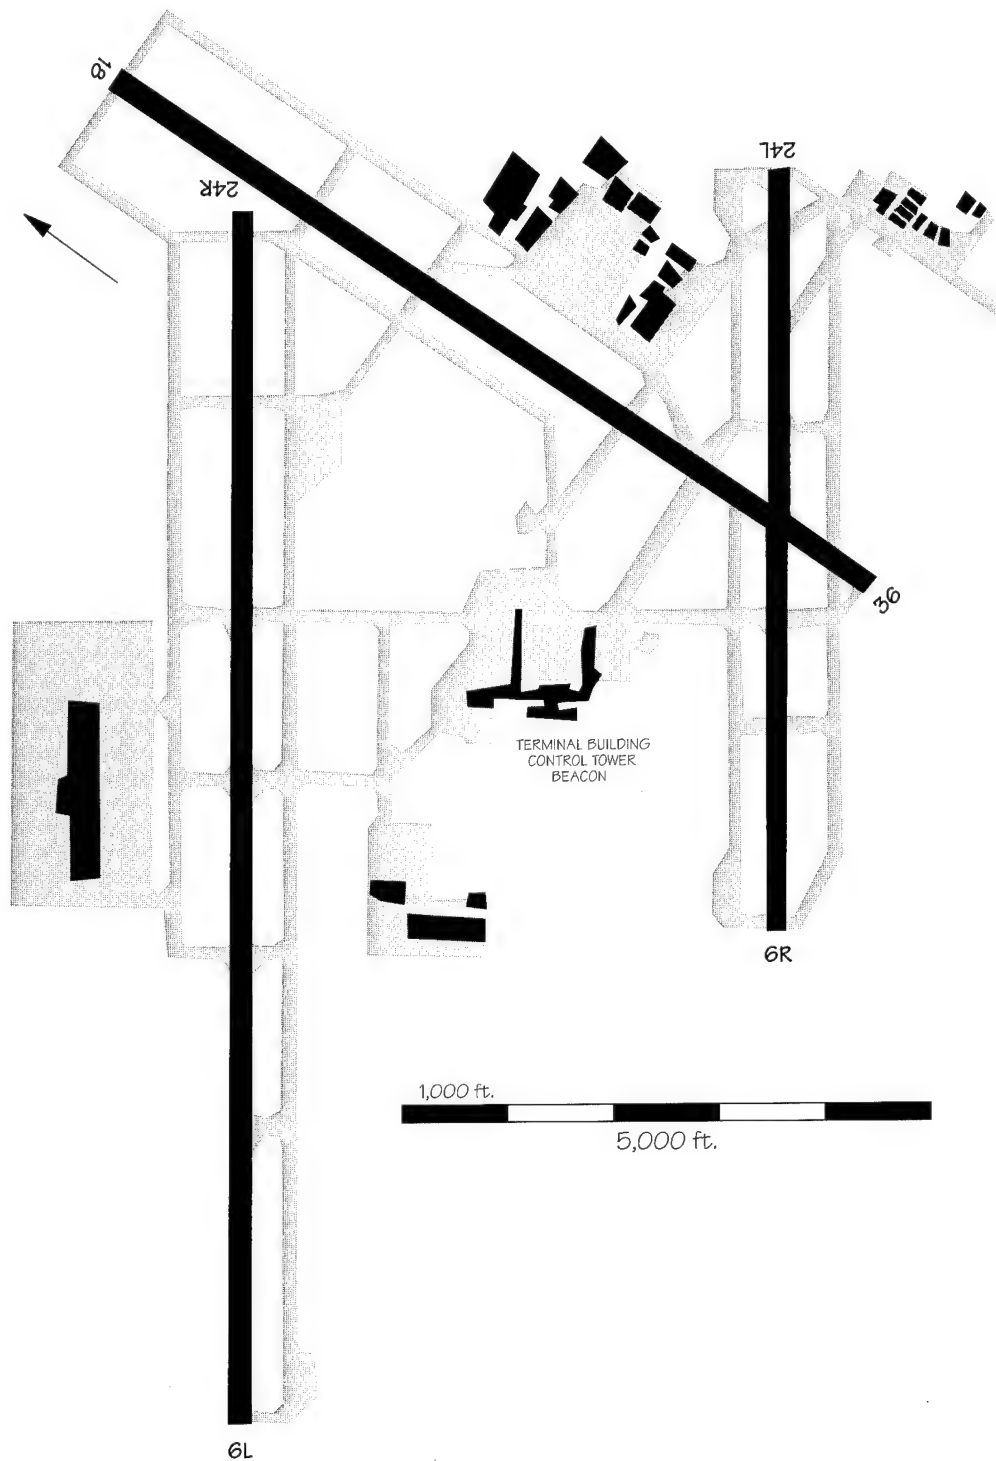 18
24R
24L
36
TERMINAL BUILDING
CONTROL TOWER
BEACON
6R
1,000 ft.
5,000 ft.
6L